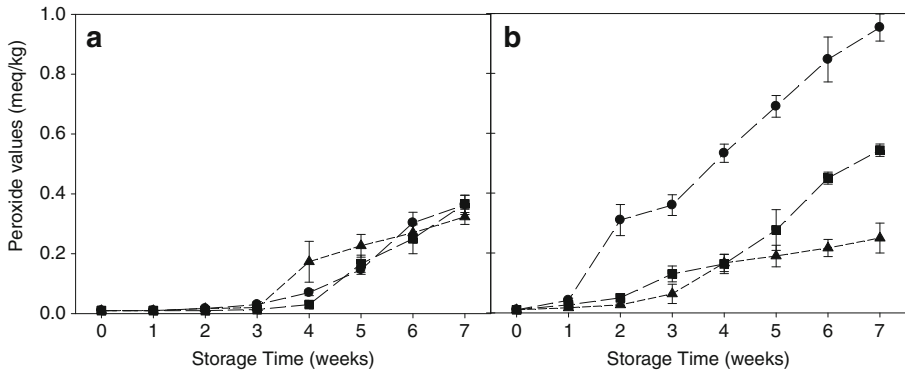 a
b
Peroxide values (meq/kg)
1.0
0.8
0.6
0.4
0.2
0.0
0 1 2 3 4 5 6 7
0 1 2 3 4 5 6 7
Storage Time (weeks)
Storage Time (weeks)